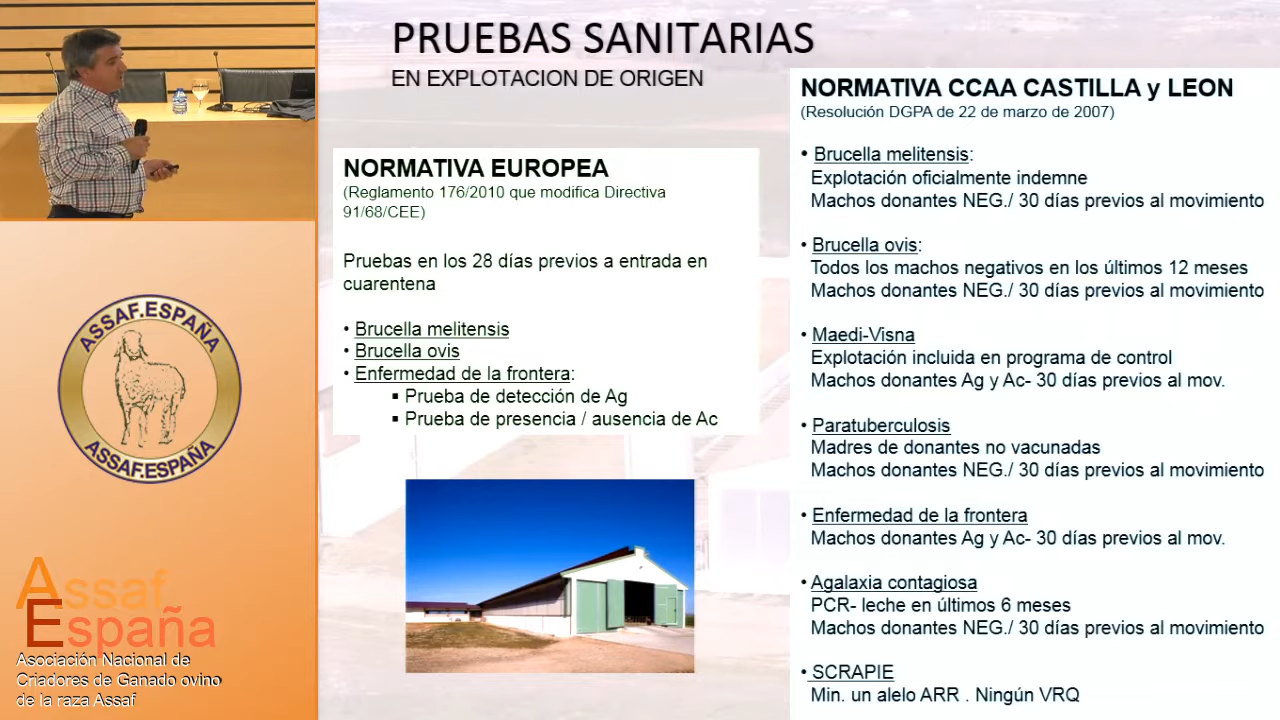 PRUEBAS SANITARIAS
EN EXPLOTACION DE ORIGEN
NORMATIVA EUROPEA
(Reglamento 176/2010 que modifica Directiva
91/68/CEE)
Pruebas en los 28 días previos a entrada en
cuarentena
• Brucella melitensis
• Brucella ovis
• Enfermedad de la frontera:
▪ Prueba de detección de Ag
▪ Prueba de presencia / ausencia de Ac
NORMATIVA CCAA CASTILLA y LEON
(Resolución DGPA de 22 de marzo de 2007)
• Brucella melitensis:
Explotación oficialmente indemne
Machos donantes NEG./ 30 días previos al movimiento
• Brucella ovis:
Todos los machos negativos en los últimos 12 meses
Machos donantes NEG./ 30 días previos al movimiento
• Maedi-Visna
Explotación incluida en programa de control
Machos donantes Ag y Ac- 30 días previos al mov.
• Paratuberculosis
Madres de donantes no vacunadas
Machos donantes NEG./ 30 días previos al movimiento
• Enfermedad de la frontera
Machos donantes Ag y Ac- 30 días previos al mov.
• Agalaxia contagiosa
PCR- leche en últimos 6 meses
Machos donantes NEG./ 30 días previos al movimiento
• SCRAPIE
Min. un alelo ARR . Ningún VRQ
ASSAF.ESPAÑA
ASSAF.ESPAÑA
Assaf.
España
Asociación Nacional de
Criadores de Ganado ovino
de la raza Assaf